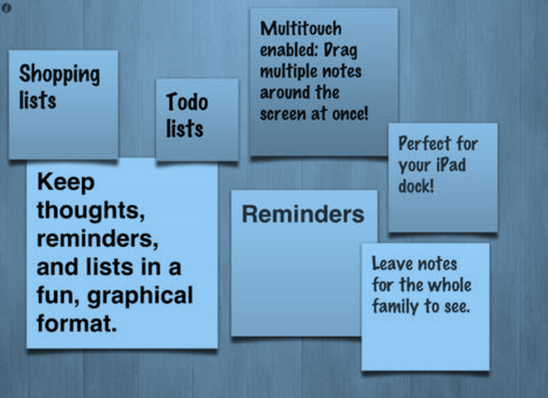 Shopping
lists
Todo
lists
Multitouch
enabled: Drag
multiple notes
around the
screen at once!
Perfect for
your iPad
dock!
Keep
thoughts,
reminders,
and lists in a
fun, graphical
format.
Reminders
Leave notes
for the whole
family to see.